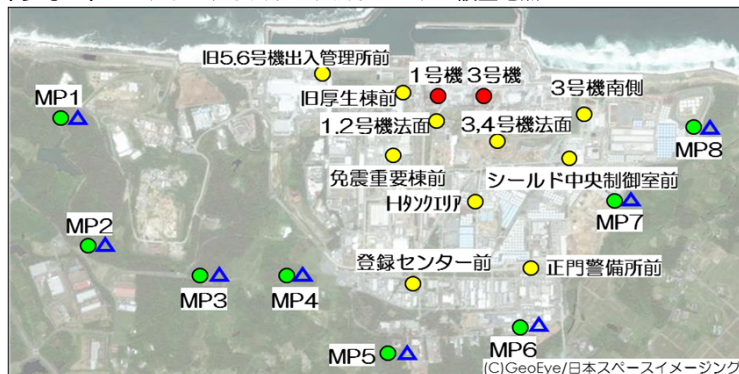 旧5.6号機出入管理所前
1号機
3号機
MP1
旧厚生棟前
3号機南側
1.2号機法面
3,4号機法面
MP8
免震重要棟前
シールド中央制御室前
Hタンクエリア
MP7
MP2
登録センター前
正門警備所前
MP3
MP4
MP6
MP5
(C)GeoEye/日本スペースイメージング